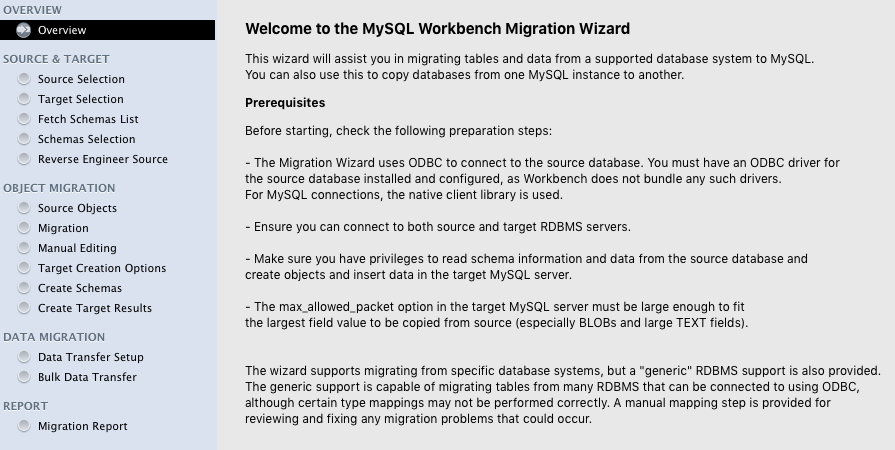 OVERVIEW
Overview
SOURCE & TARGET
Source Selection
Target Selection
Fetch Schemas List
Schemas Selection
Reverse Engineer Source
OBJECT MIGRATION
Source Objects
Migration
Manual Editing
Target Creation Options
Create Schemas
Create Target Results
DATA MIGRATION
Data Transfer Setup
Bulk Data Transfer
REPORT
Migration Report
Welcome to the MySQL Workbench Migration Wizard
This wizard will assist you in migrating tables and data from a supported database system to MySQL.
You can also use this to copy databases from one MySQL instance to another.
Prerequisites
Before starting, check the following preparation steps:
- The Migration Wizard uses ODBC to connect to the source database. You must have an ODBC driver for
the source database installed and configured, as Workbench does not bundle any such drivers.
For MySQL connections, the native client library is used.
- Ensure you can connect to both source and target RDBMS servers.
- Make sure you have privileges to read schema information and data from the source database and
create objects and insert data in the target MySQL server.
- The max_allowed_packet option in the target MySQL server must be large enough to fit
the largest field value to be copied from source (especially BLOBs and large TEXT fields).
The wizard supports migrating from specific database systems, but a "generic" RDBMS support is also provided.
The generic support is capable of migrating tables from many RDBMS that can be connected to using ODBC,
although certain type mappings may not be performed correctly. A manual mapping step is provided for
reviewing and fixing any migration problems that could occur.